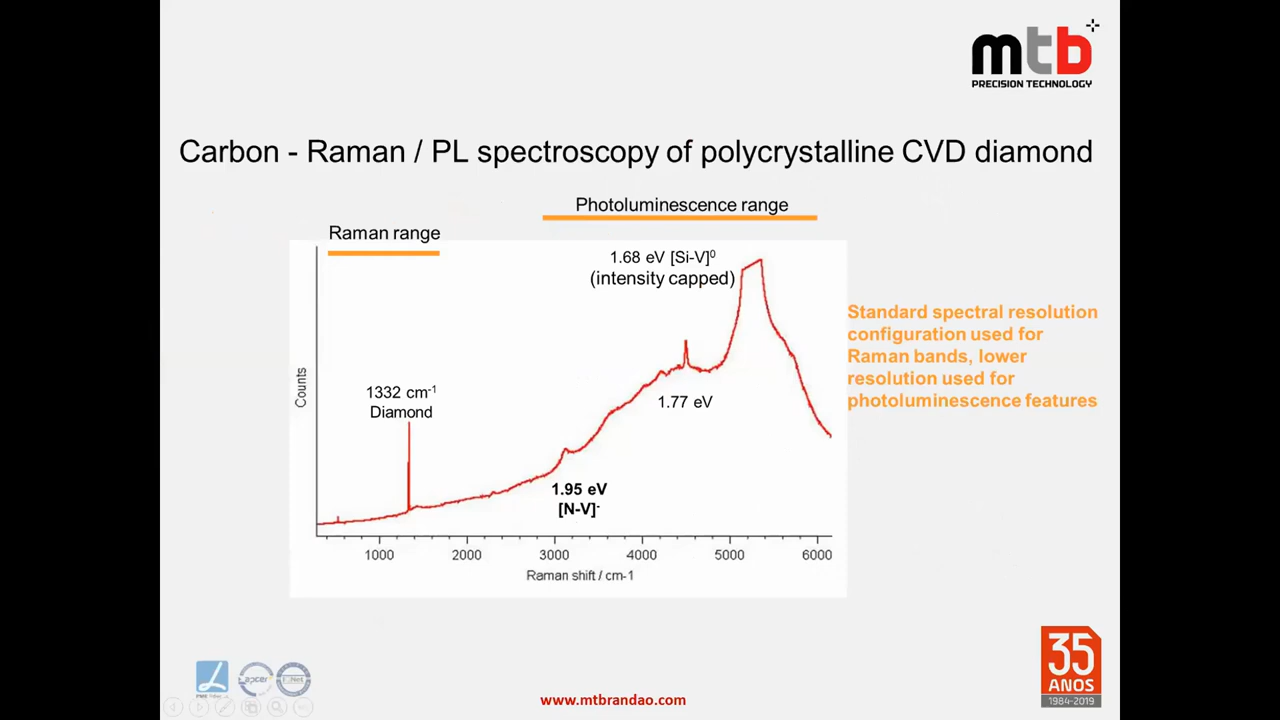 mtb
PRECISION TECHNOLOGY
Carbon - Raman / PL spectroscopy of polycrystalline CVD diamond
Photoluminescence range
Raman range
1.68 eV [Si-V]⁰
(intensity capped)
Standard spectral resolution
configuration used for
Raman bands, lower
resolution used for
photoluminescence features
Counts
1332 cm⁻¹
Diamond
1.77 eV
1.95 eV
[N-V]⁻
1000 2000 3000 4000 5000 6000
Raman shift / cm-1
35
ANOS
1984-2019
apcer
www.mtbrandao.com